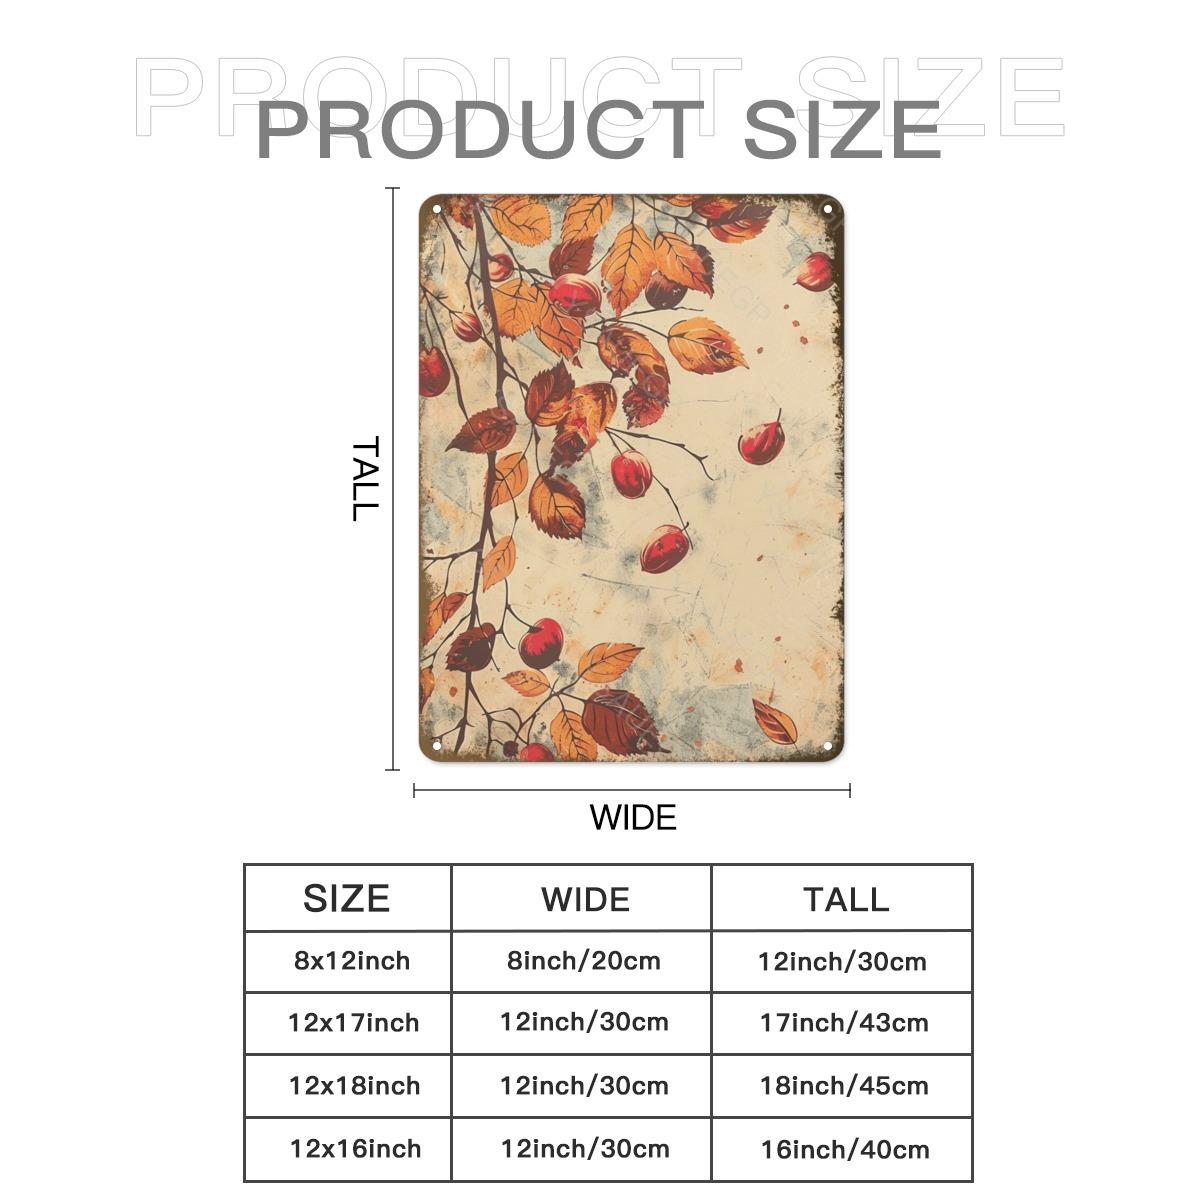 PRODUCT SIZE
PRODUCT SIZE
TALL
WIDE
SIZE WIDE TALL
8x12inch 8inch/20cm 12inch/30cm
12x17inch 12inch/30cm 17inch/43cm
12x18inch 12inch/30cm 18inch/45cm
12x16inch 12inch/30cm 16inch/40cm